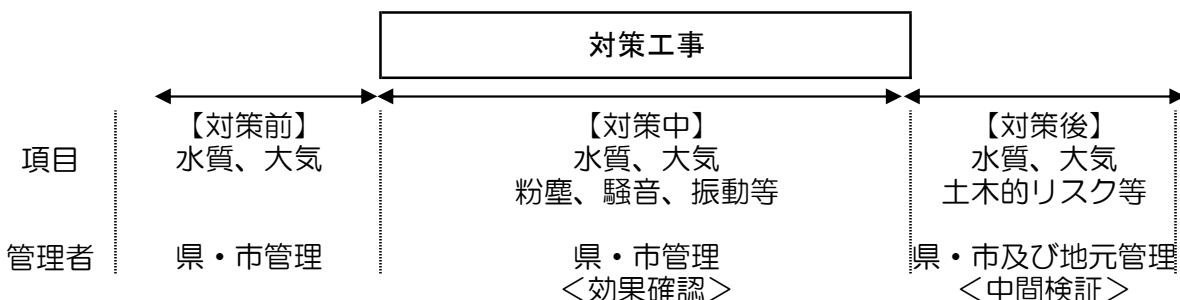 対策工事
【対策前】 【対策中】 【対策後】
項目 水質、大気 水質、大気 水質、大気
粉塵、騒音、振動等 土木的リスク等
管理者 県・市管理 県・市管理 県・市及び地元管理
＜効果確認＞ ＜中間検証＞